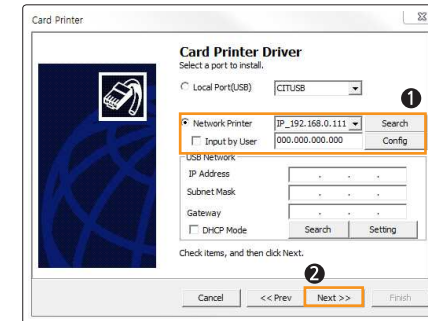 Card Printer
Card Printer Driver
Select a port to install.
Local Port(USB) CITUSB
❶
Network Printer IP_192.168.0.111 Search
Input by User 000.000.000.000 Config
USB Network
IP Address . . .
Subnet Mask . . .
Gateway . . .
DHCP Mode Search Setting
Check items, and then click Next.
❷
Cancel << Prev Next >> Finish